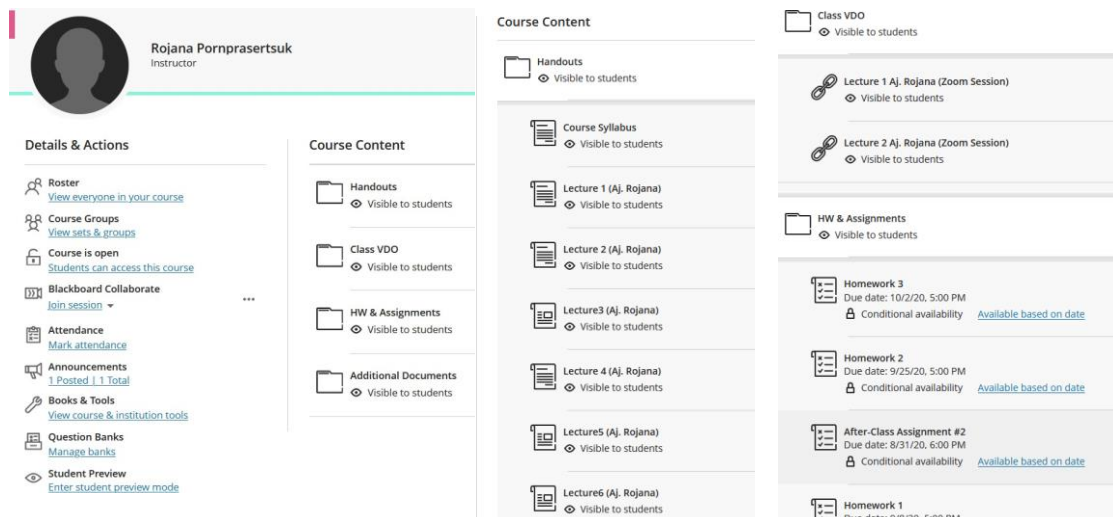 Rojana Pornprasertsuk
Instructor
Details & Actions
Roster
View everyone in your course
Course Groups
View sets & groups
Course is open
Students can access this course
Blackboard Collaborate
Join session
Attendance
Mark attendance
Announcements
1 Posted | 1 Total
Books & Tools
View course & institution tools
Question Banks
Manage banks
Student Preview
Enter student preview mode
Course Content
Handouts
Visible to students
Class VDO
Visible to students
HW & Assignments
Visible to students
Additional Documents
Visible to students
Course Content
Handouts
Visible to students
Course Syllabus
Visible to students
Lecture 1 (Aj. Rojana)
Visible to students
Lecture 2 (Aj. Rojana)
Visible to students
Lecture3 (Aj. Rojana)
Visible to students
Lecture 4 (Aj. Rojana)
Visible to students
Lecture5 (Aj. Rojana)
Visible to students
Lecture6 (Aj. Rojana)
Visible to students
Class VDO
Visible to students
Lecture 1 Aj. Rojana (Zoom Session)
Visible to students
Lecture 2 Aj. Rojana (Zoom Session)
Visible to students
HW & Assignments
Visible to students
Homework 3
Due date: 10/2/20, 5:00 PM
Conditional availability Available based on date
Homework 2
Due date: 9/25/20, 5:00 PM
Conditional availability Available based on date
After-Class Assignment #2
Due date: 8/31/20, 6:00 PM
Conditional availability Available based on date
Homework 1